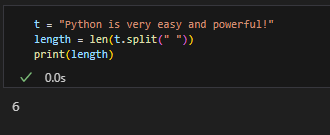 t = "Python is very easy and powerful!"
length = len(t.split(" "))
print(length)
0.0s
6